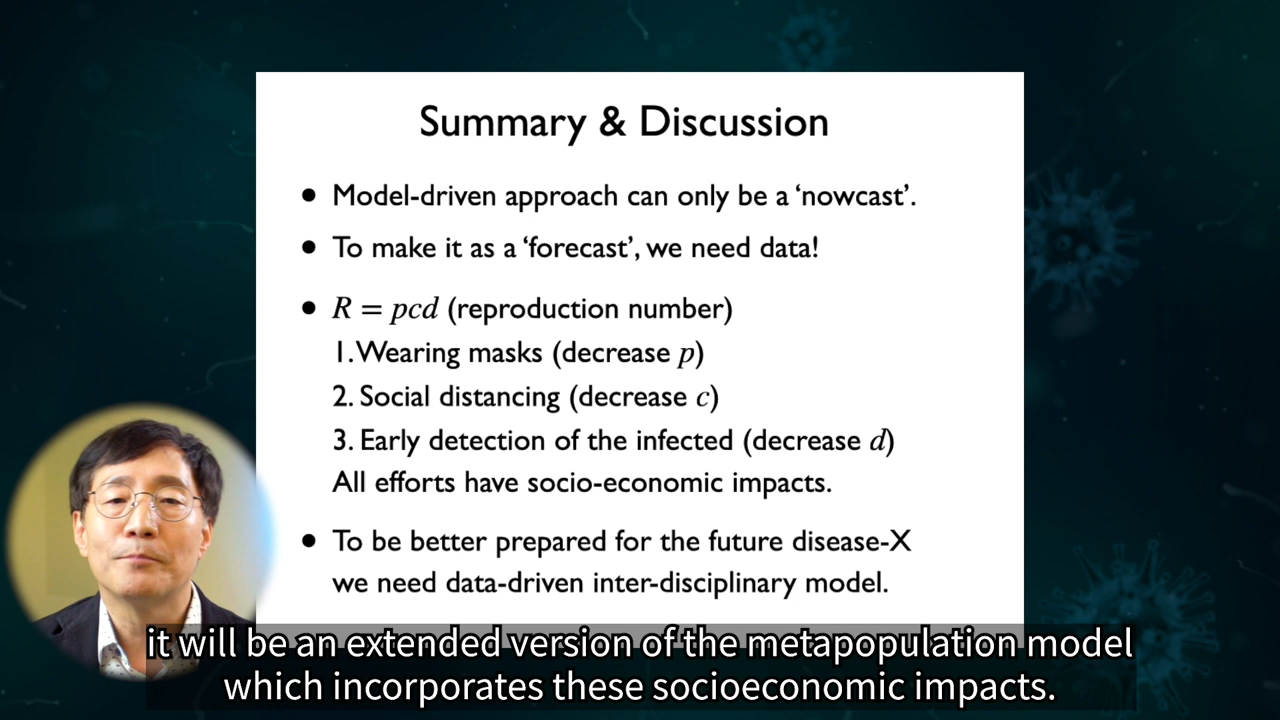 Summary & Discussion
• Model-driven approach can only be a ‘nowcast’.
• To make it as a ‘forecast’, we need data!
• R = pcd (reproduction number)
1. Wearing masks (decrease p)
2. Social distancing (decrease c)
3. Early detection of the infected (decrease d)
All efforts have socio-economic impacts.
• To be better prepared for the future disease-X
we need data-driven inter-disciplinary model.
it will be an extended version of the metapopulation model
which incorporates these socioeconomic impacts.